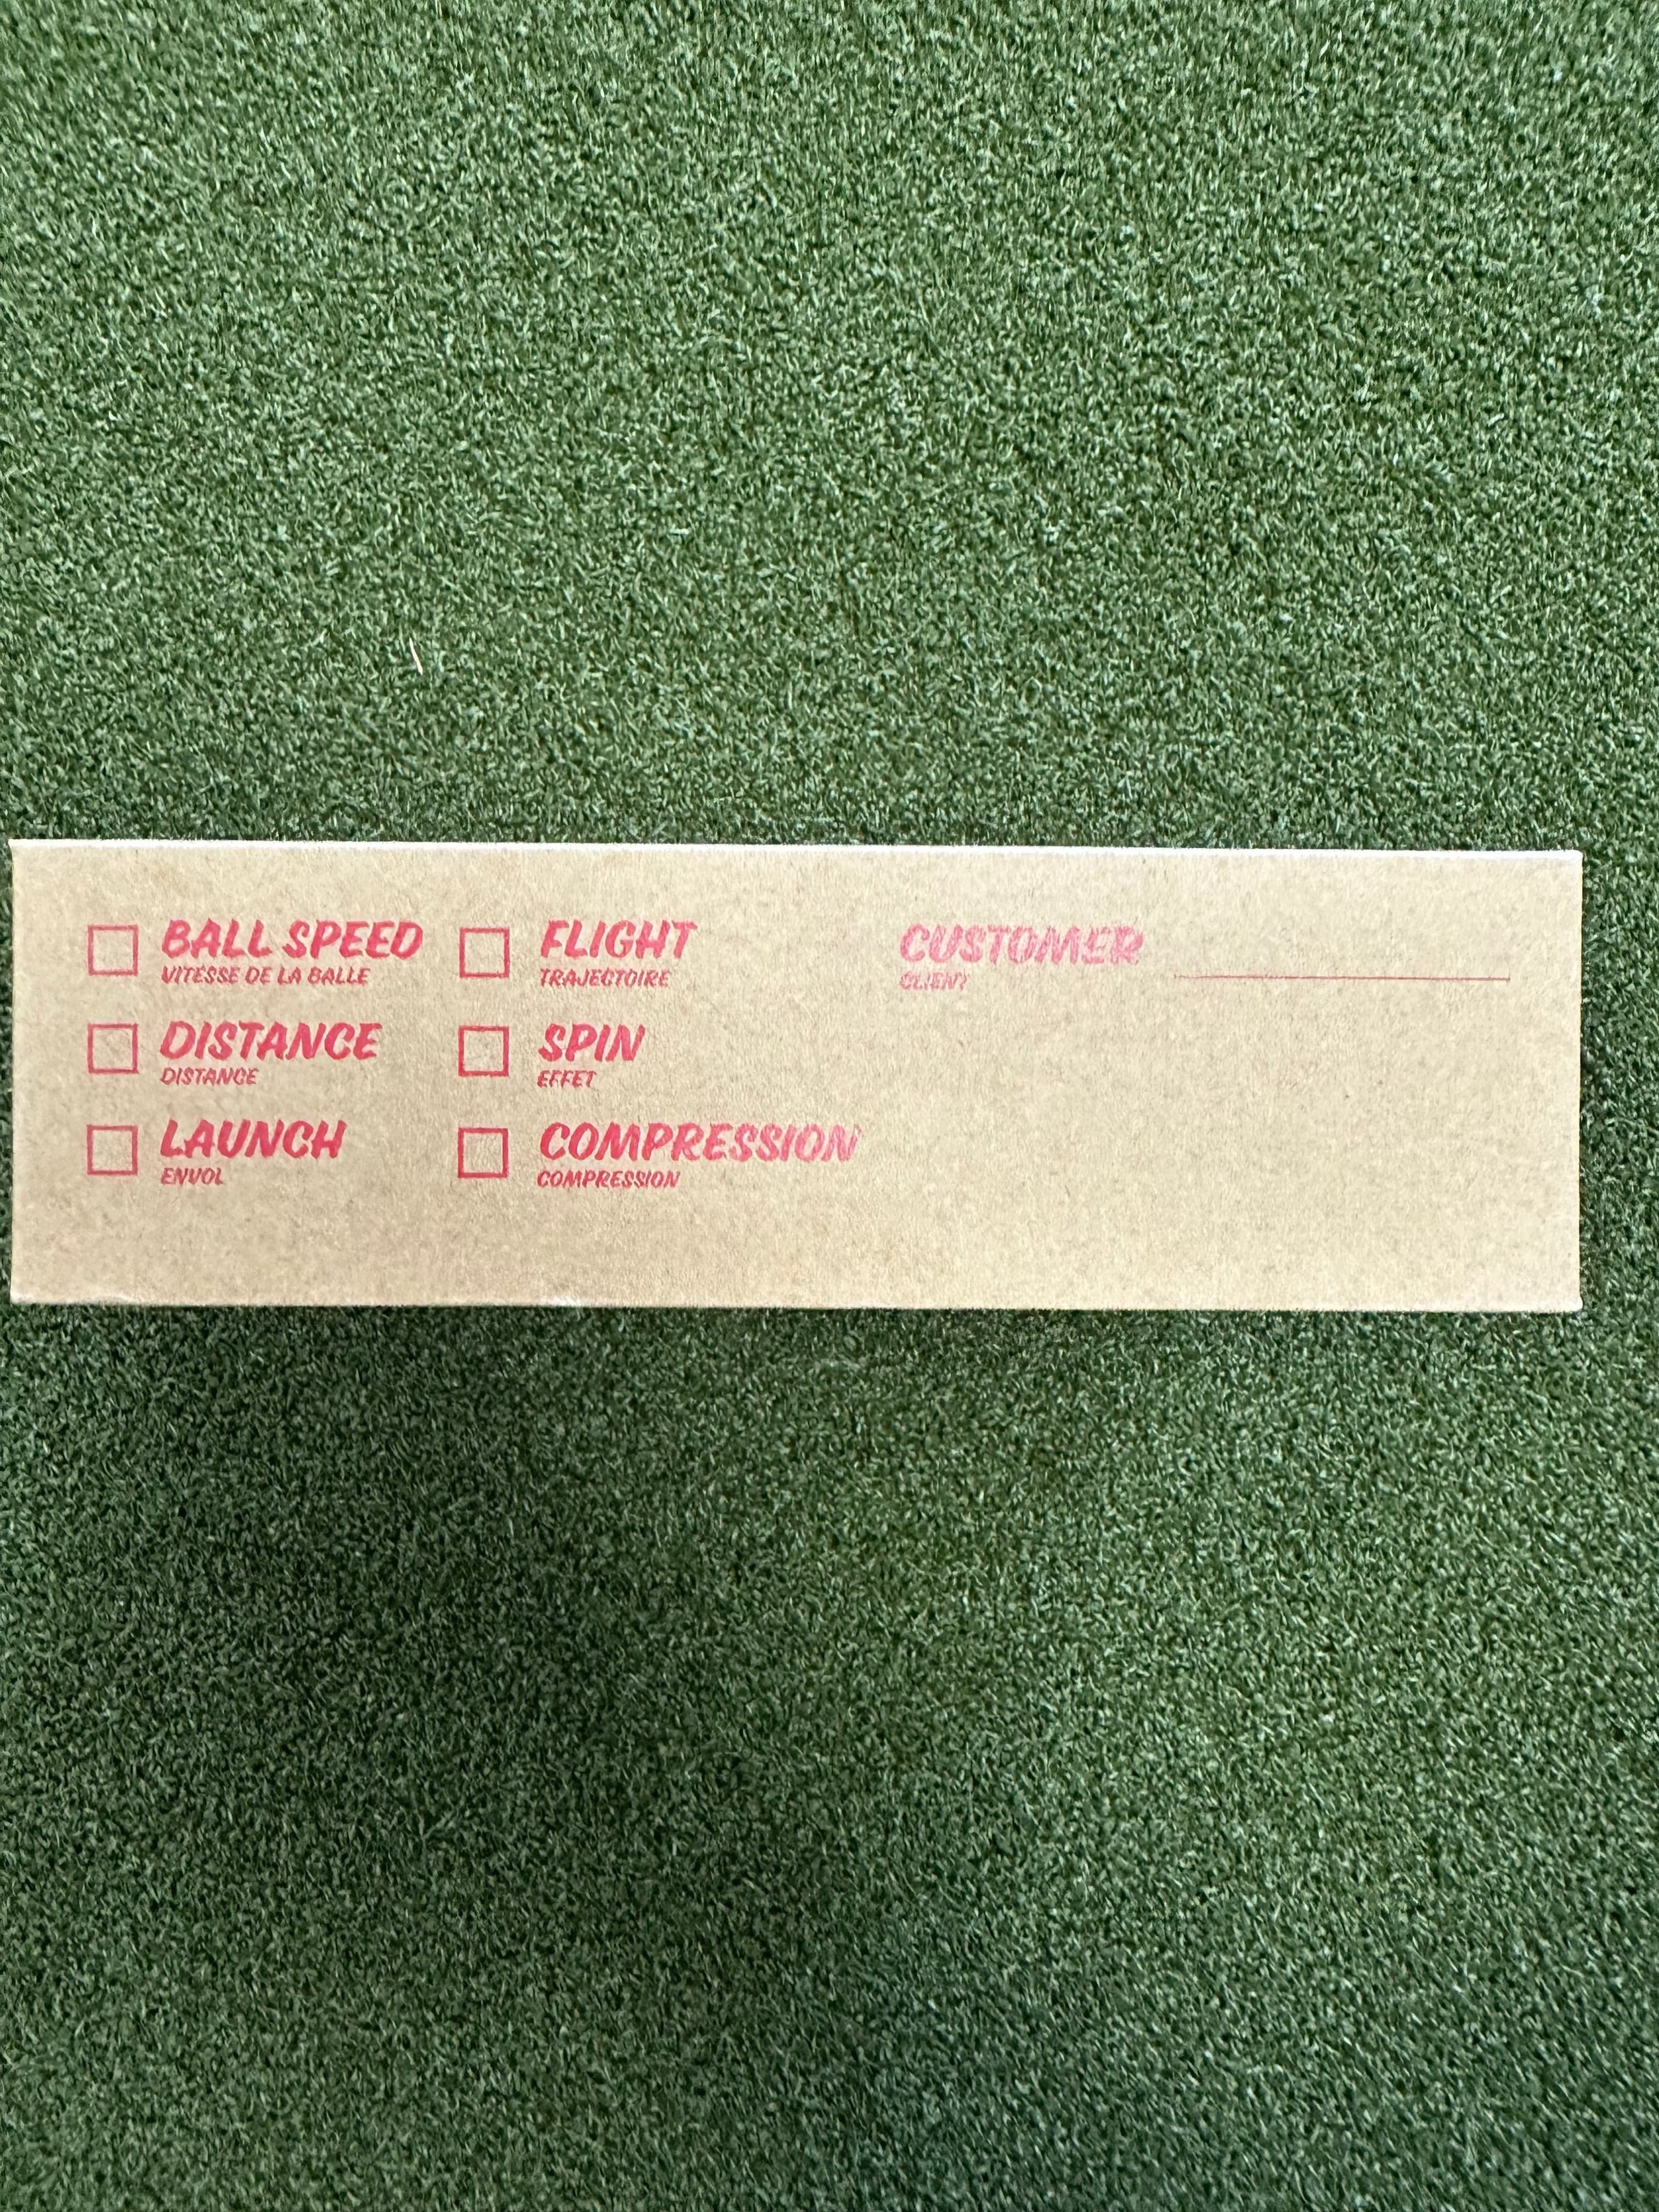 BALL SPEED
VITESSE DE LA BALLE
DISTANCE
DISTANCE
LAUNCH
ENVOL
FLIGHT
TRAJECTOIRE
SPIN
EFFET
COMPRESSION
COMPRESSION
CUSTOMER
CLIENT